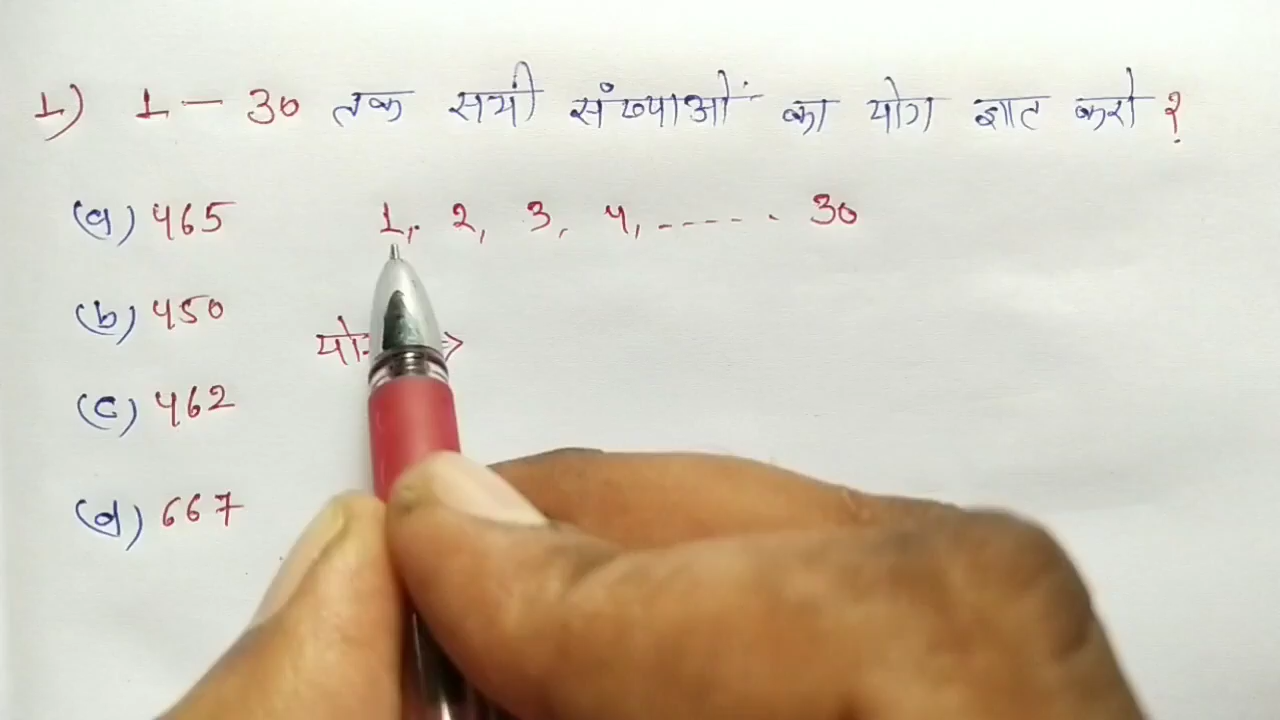 1) 1 — 30 तक सभी संख्याओं का योग ज्ञात करो ?
(a) 465
1, 2, 3, 4, ------ 30
(b) 450
(c) 462
(d) 667